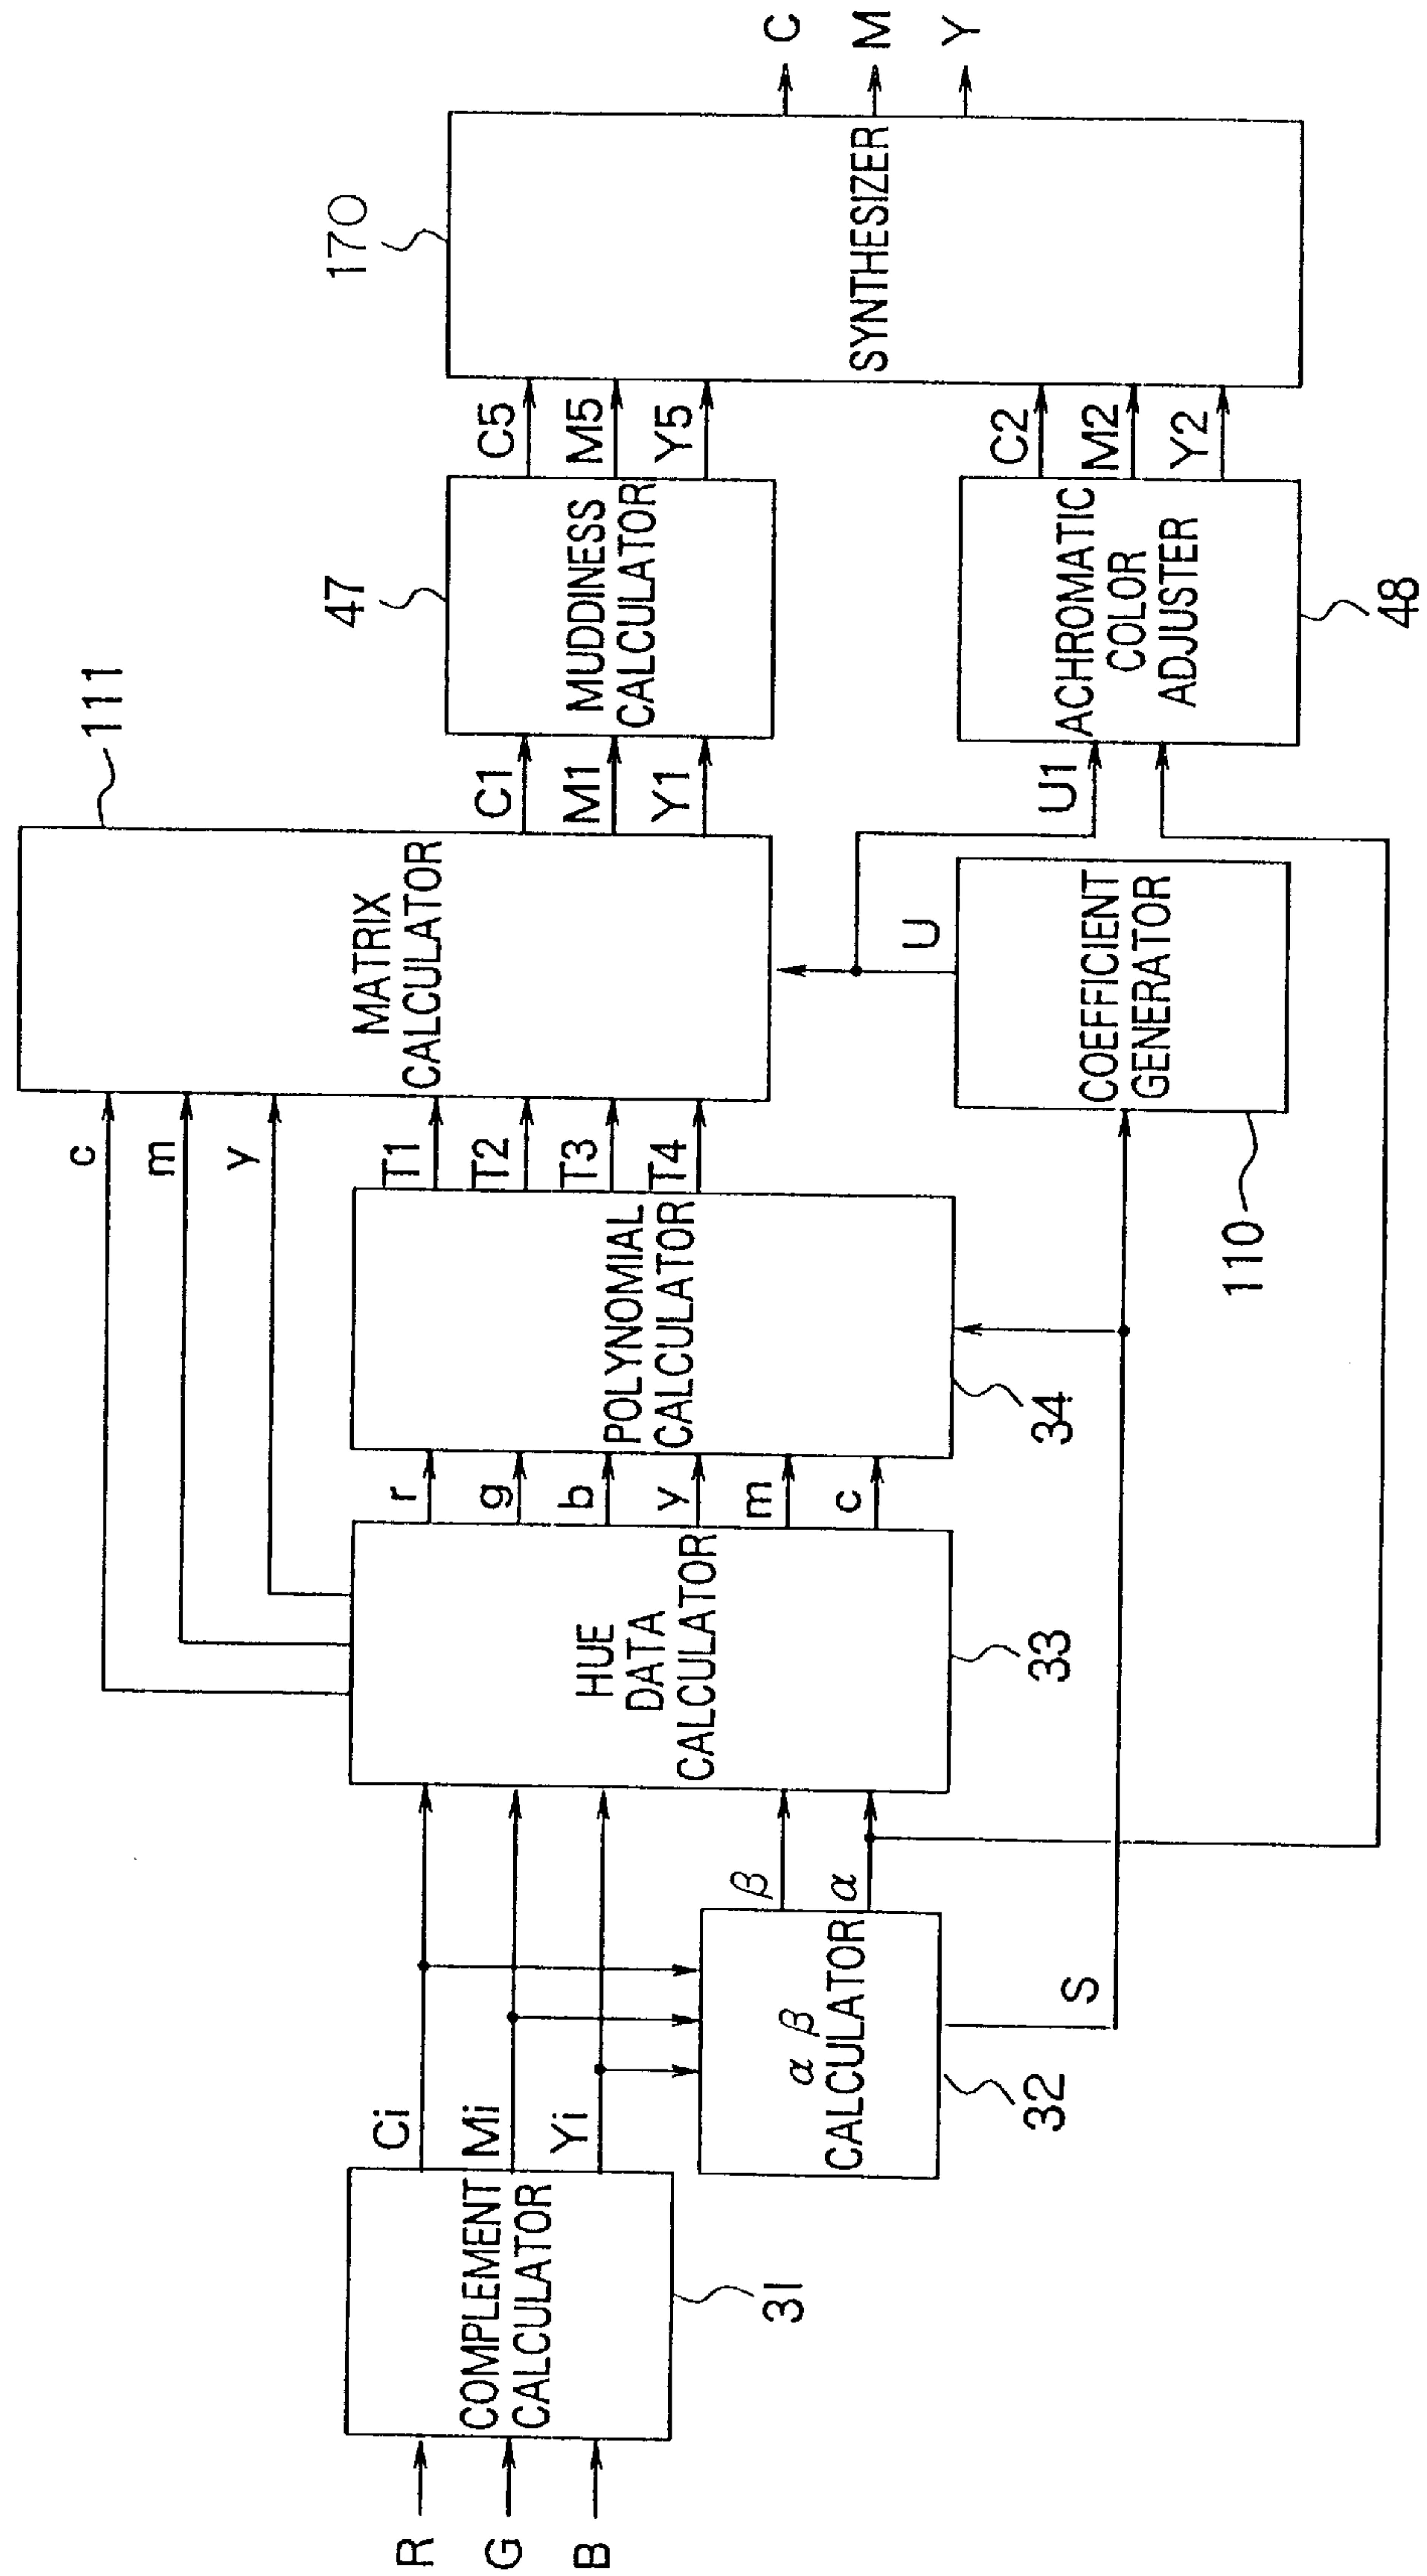 R
G
B
COMPLEMENT
CALCULATOR
31
Ci
Mi
Yi
α β
CALCULATOR
32
β
α
S
HUE
DATA
CALCULATOR
33
r
g
b
y
m
c
POLYNOMIAL
CALCULATOR
34
c
m
y
T1
T2
T3
T4
MATRIX
CALCULATOR
111
COEFFICIENT
GENERATOR
110
U
U1
C1
M1
Y1
MUDDINESS
CALCULATOR
47
ACHROMATIC
COLOR
ADJUSTER
48
C5
M5
Y5
C2
M2
Y2
SYNTHESIZER
170
C
M
Y